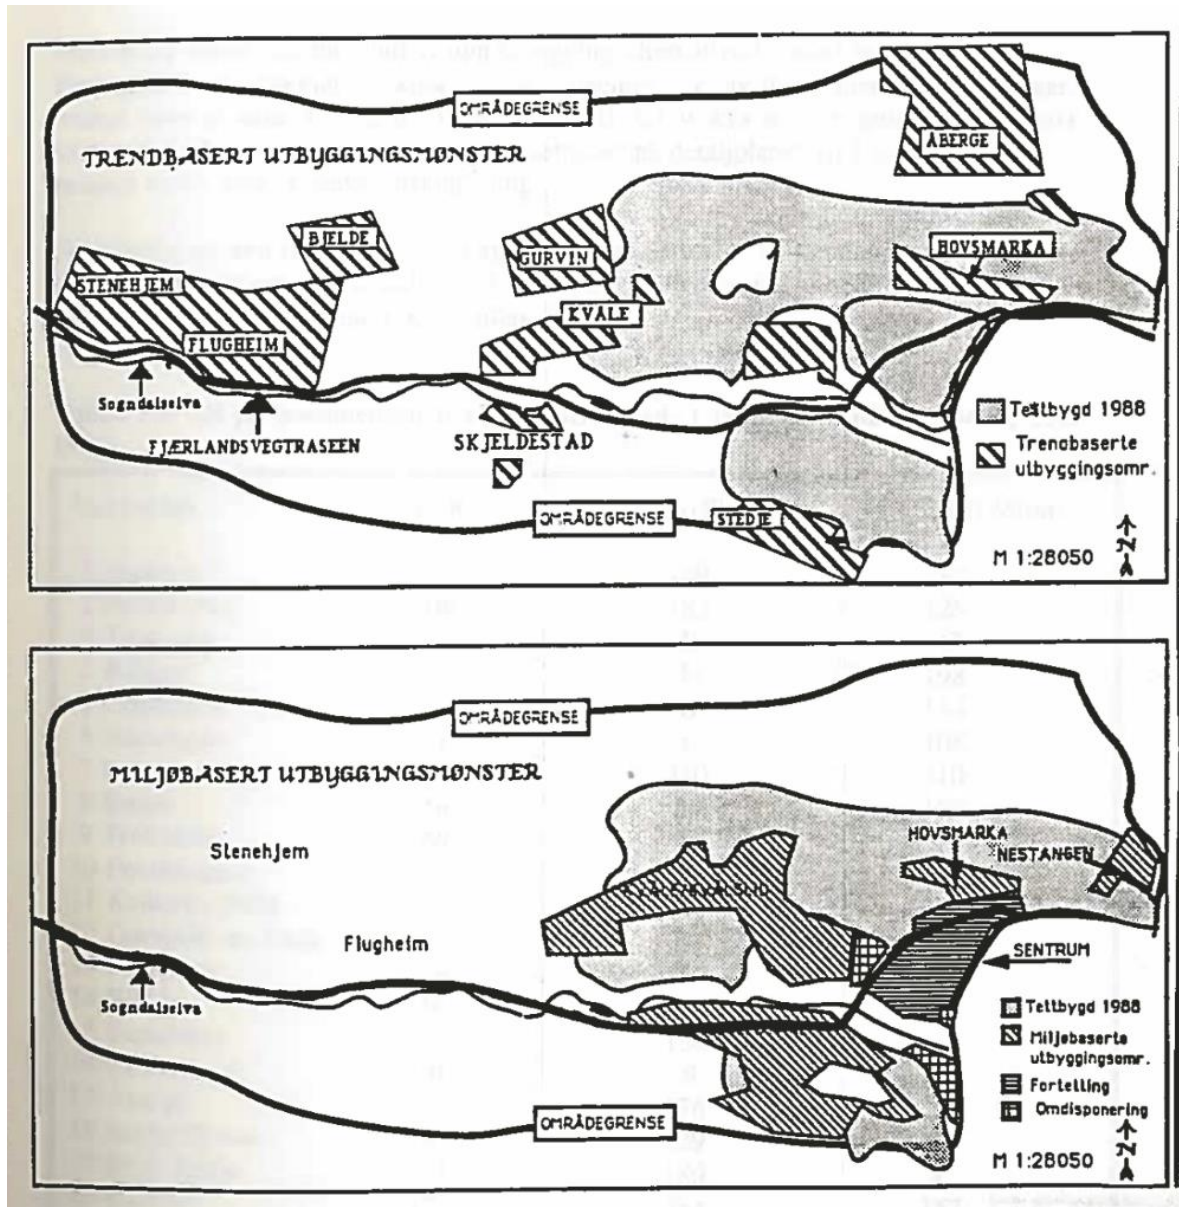 OMRÅDEGRENSE
ÅBERGE
TRENDBASERT UTBYGGINGSMØNSTER
BJELDE
GURVIN
HOVSMARKA
STENEHJEM
KVALE
FLUGHEIM
Sogndalselva
FJÆRLANDSVEGTRASEEN
SKJELDESTAD
Tettbygd 1988
Trendbaserte
utbyggingsomr.
OMRÅDEGRENSE
STEDJE
M 1:28050
N
OMRÅDEGRENSE
MILJØBASERT UTBYGGINGSMØNSTER
Stenehjem
HOVSMARKA
NESTANGEN
KVALE/KVALSLID
Flugheim
SENTRUM
Sogndalselva
Tettbygd 1988
Miljøbaserte
utbyggingsomr.
Fortetting
Omdisponering
OMRÅDEGRENSE
M 1:28050
N